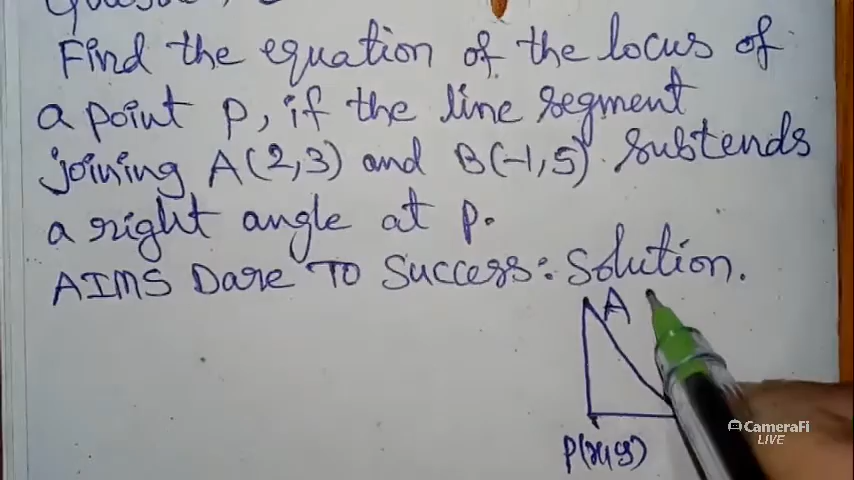 Find the equation of the locus of
a point P, if the line segment
joining A(2,3) and B(-1,5) subtends
a right angle at P.
AIMS Dare To Success: Solution.
A
P(x,y)
CameraFi
LIVE